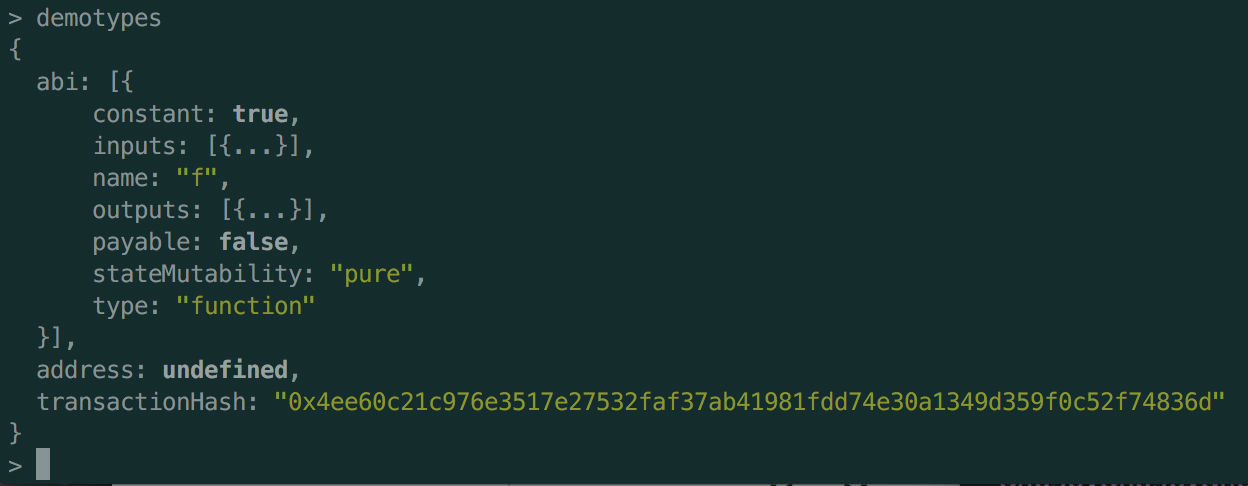 > demotypes
{
  abi: [{
      constant: true,
      inputs: [{...}],
      name: "f",
      outputs: [{...}],
      payable: false,
      stateMutability: "pure",
      type: "function"
  }],
  address: undefined,
  transactionHash: "0x4ee60c21c976e3517e27532faf37ab41981fdd74e30a1349d359f0c52f74836d"
}
>